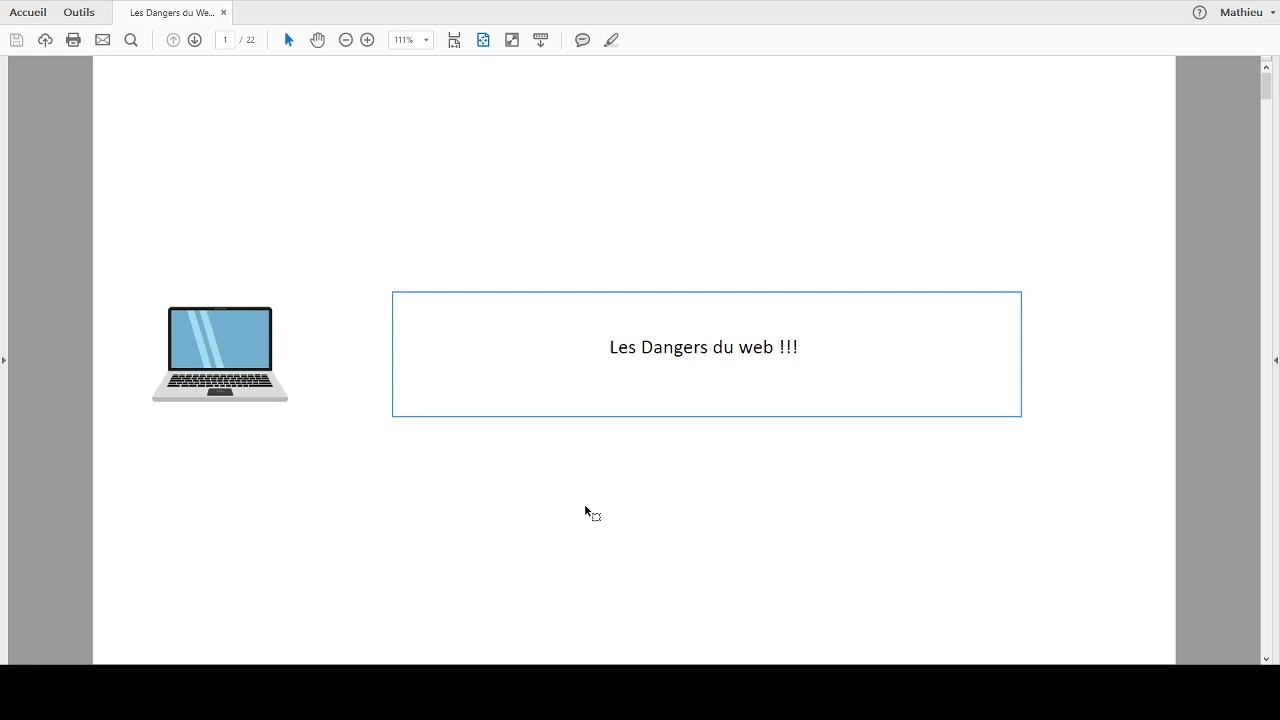 Accueil Outils Les Dangers du We... × ? Mathieu
1 / 22 111%
Les Dangers du web !!!